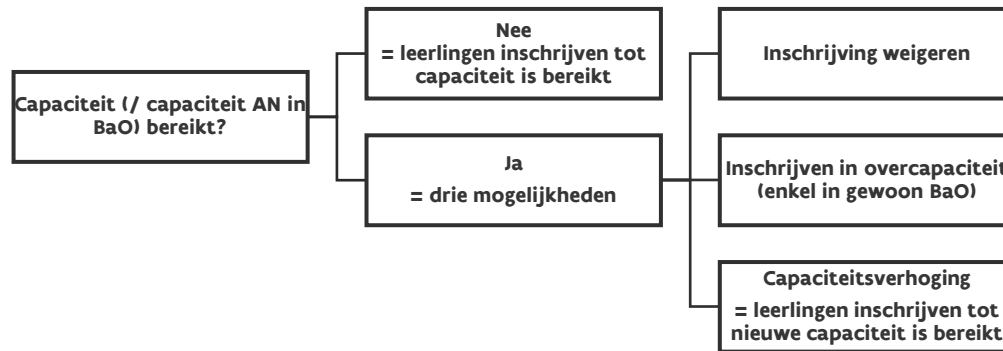 Capaciteit (/ capaciteit AN in
BaO) bereikt?
Nee
= leerlingen inschrijven tot
capaciteit is bereikt
Ja
= drie mogelijkheden
Inschrijving weigeren
Inschrijven in overcapaciteit
(enkel in gewoon BaO)
Capaciteitsverhoging
= leerlingen inschrijven tot
nieuwe capaciteit is bereikt